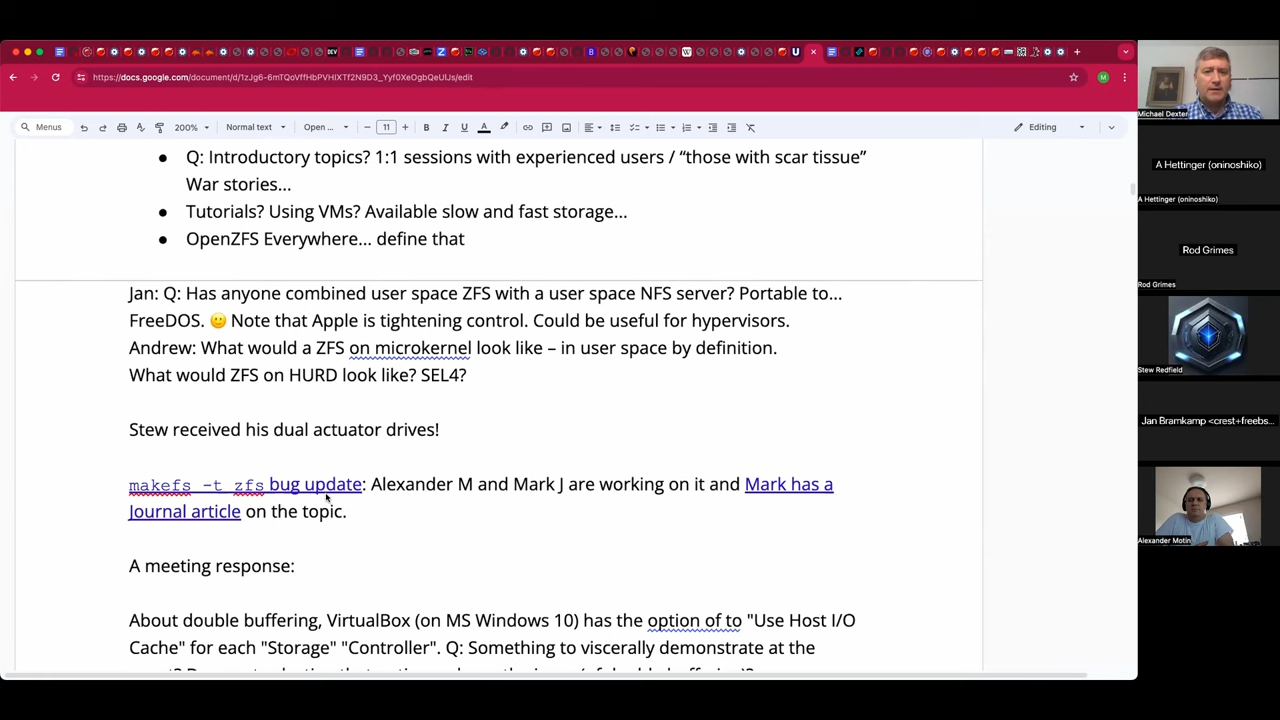 https://docs.google.com/document/d/1zJg6-6mTQoVffHbPVHIXTf2N9D3_Yyf0XeOgbQeUIJs/edit
M
Menus
200%
Normal text
Open ...
11
B I U A
Editing
Q: Introductory topics? 1:1 sessions with experienced users / “those with scar tissue”
War stories...
Tutorials? Using VMs? Available slow and fast storage...
OpenZFS Everywhere... define that
Jan: Q: Has anyone combined user space ZFS with a user space NFS server? Portable to...
FreeDOS. 🙂 Note that Apple is tightening control. Could be useful for hypervisors.
Andrew: What would a ZFS on microkernel look like – in user space by definition.
What would ZFS on HURD look like? SEL4?
Stew received his dual actuator drives!
makefs -t zfs bug update: Alexander M and Mark J are working on it and Mark has a
Journal article on the topic.
A meeting response:
About double buffering, VirtualBox (on MS Windows 10) has the option of to "Use Host I/O
Cache" for each "Storage" "Controller". Q: Something to viscerally demonstrate at the
Michael Dexter
A Hettinger (oninoshiko)
A Hettinger (oninoshiko)
Rod Grimes
Rod Grimes
Stew Redfield
Jan Bramkamp <crest+freebs...
Alexander Motin